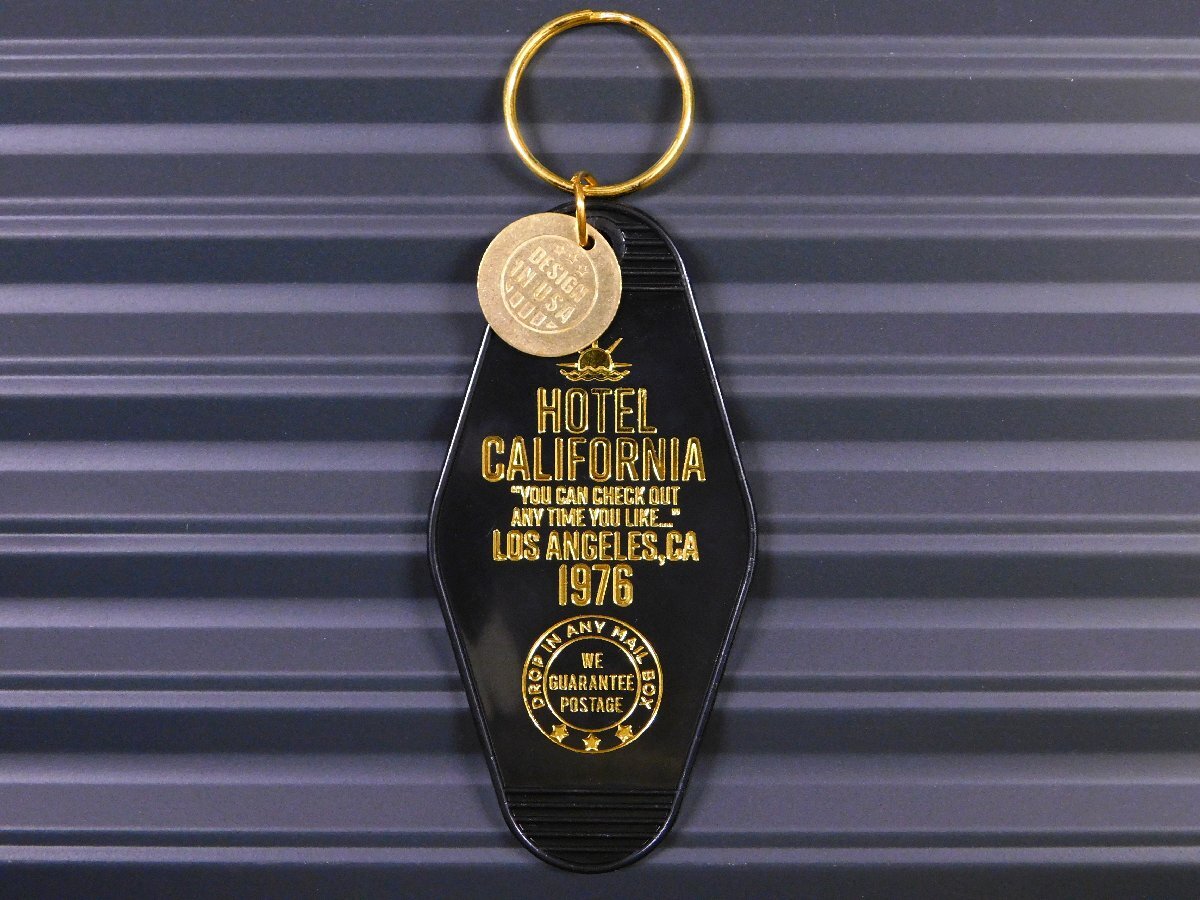 DESIGN
IN USA
HOTEL
CALIFORNIA
"YOU CAN CHECK OUT
ANY TIME YOU LIKE...."
LOS ANGELES,CA
1976
DROP IN ANY MAIL BOX
WE
GUARANTEE
POSTAGE